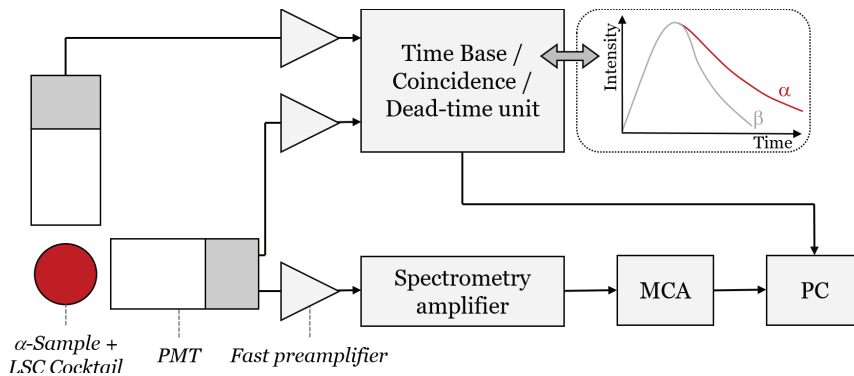 Time Base /
Coincidence /
Dead-time unit
Intensity
α
β
Time
Spectrometry
amplifier
MCA
PC
α-Sample +
LSC Cocktail
PMT
Fast preamplifier